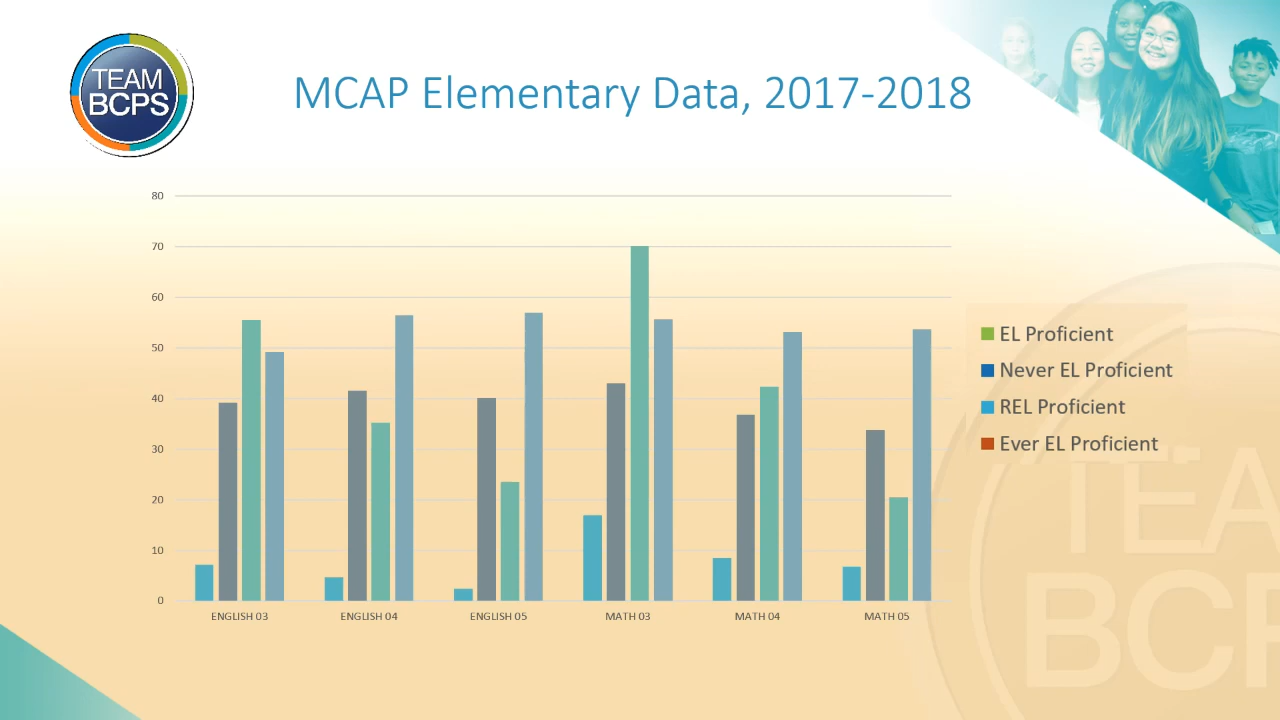 TEAM
BCPS
MCAP Elementary Data, 2017-2018
80
70
60
50
40
30
20
10
0
ENGLISH 03
ENGLISH 04
ENGLISH 05
MATH 03
MATH 04
MATH 05
EL Proficient
Never EL Proficient
REL Proficient
Ever EL Proficient
TEA
BCP